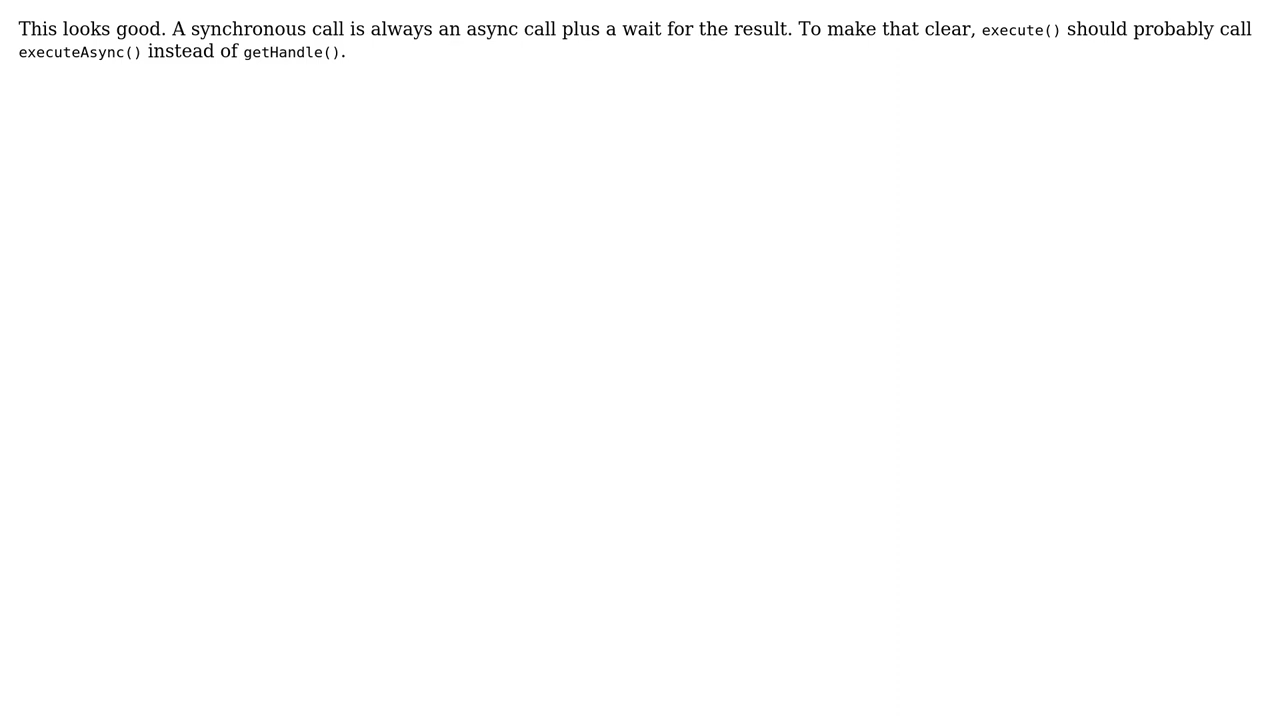 This looks good. A synchronous call is always an async call plus a wait for the result. To make that clear, execute() should probably call
executeAsync() instead of getHandle().